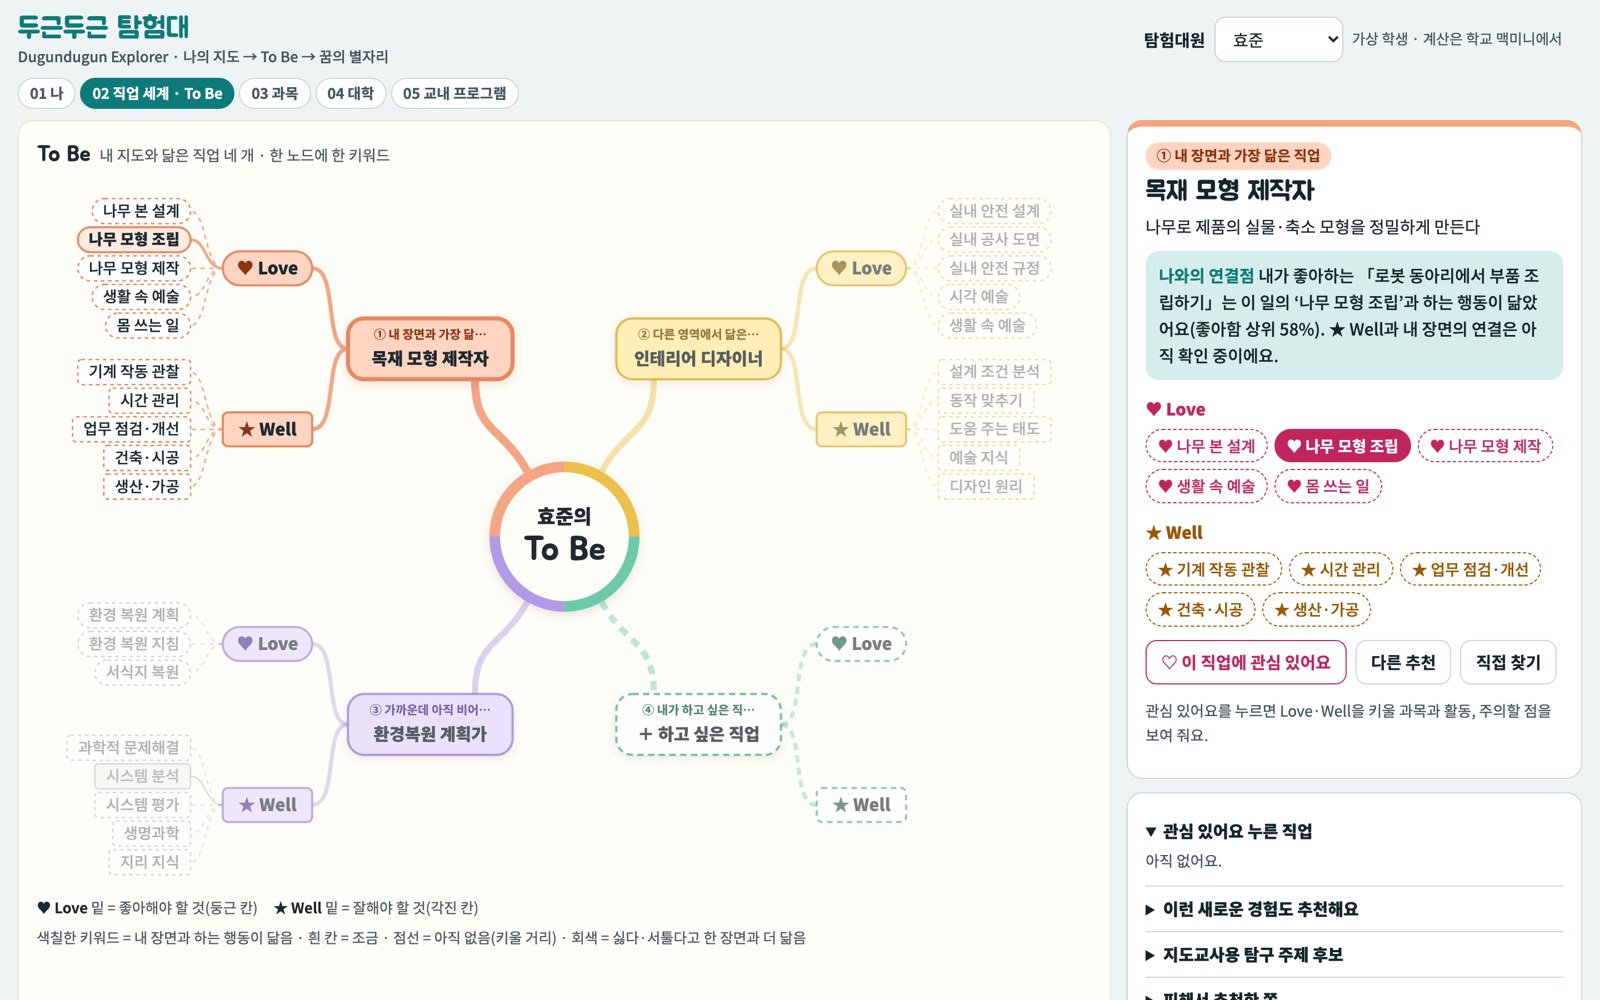 두근두근 탐험대
Dugundugun Explorer · 나의 지도 → To Be → 꿈의 별자리
탐험대원 효준 가상 학생 · 계산은 학교 맥미니에서
01 나
02 직업 세계 · To Be
03 과목
04 대학
05 교내 프로그램
To Be 내 지도와 닮은 직업 네 개 · 한 노드에 한 키워드
나무 본 설계
나무 모형 조립
나무 모형 제작
생활 속 예술
몸 쓰는 일
♥ Love
기계 작동 관찰
시간 관리
업무 점검·개선
건축·시공
생산·가공
★ Well
① 내 장면과 가장 닮…
목재 모형 제작자
실내 안전 설계
실내 공사 도면
실내 안전 규정
시각 예술
생활 속 예술
♥ Love
설계 조건 분석
동작 맞추기
도움 주는 태도
예술 지식
디자인 원리
★ Well
② 다른 영역에서 닮은…
인테리어 디자이너
효준의
To Be
환경 복원 계획
환경 복원 지침
서식지 복원
♥ Love
과학적 문제해결
시스템 분석
시스템 평가
생명과학
지리 지식
★ Well
③ 가까운데 아직 비어…
환경복원 계획가
④ 내가 하고 싶은 직…
+ 하고 싶은 직업
♥ Love
★ Well
♥ Love 밑 = 좋아해야 할 것(둥근 칸) ★ Well 밑 = 잘해야 할 것(각진 칸)
색칠한 키워드 = 내 장면과 하는 행동이 닮음 · 흰 칸 = 조금 · 점선 = 아직 없음(키울 거리) · 회색 = 싫다·서툴다고 한 장면과 더 닮음
① 내 장면과 가장 닮은 직업
목재 모형 제작자
나무로 제품의 실물·축소 모형을 정밀하게 만든다
나와의 연결점 내가 좋아하는 「로봇 동아리에서 부품 조
립하기」는 이 일의 ‘나무 모형 조립’과 하는 행동이 닮았
어요(좋아함 상위 58%). ★ Well과 내 장면의 연결은 아
직 확인 중이에요.
♥ Love
♥ 나무 본 설계 ♥ 나무 모형 조립 ♥ 나무 모형 제작
♥ 생활 속 예술 ♥ 몸 쓰는 일
★ Well
★ 기계 작동 관찰 ★ 시간 관리 ★ 업무 점검·개선
★ 건축·시공 ★ 생산·가공
♡ 이 직업에 관심 있어요 다른 추천 직접 찾기
관심 있어요를 누르면 Love·Well을 키울 과목과 활동, 주의할 점을
보여 줘요.
▼ 관심 있어요 누른 직업
아직 없어요.
▶ 이런 새로운 경험도 추천해요
▶ 지도교사용 탐구 주제 후보